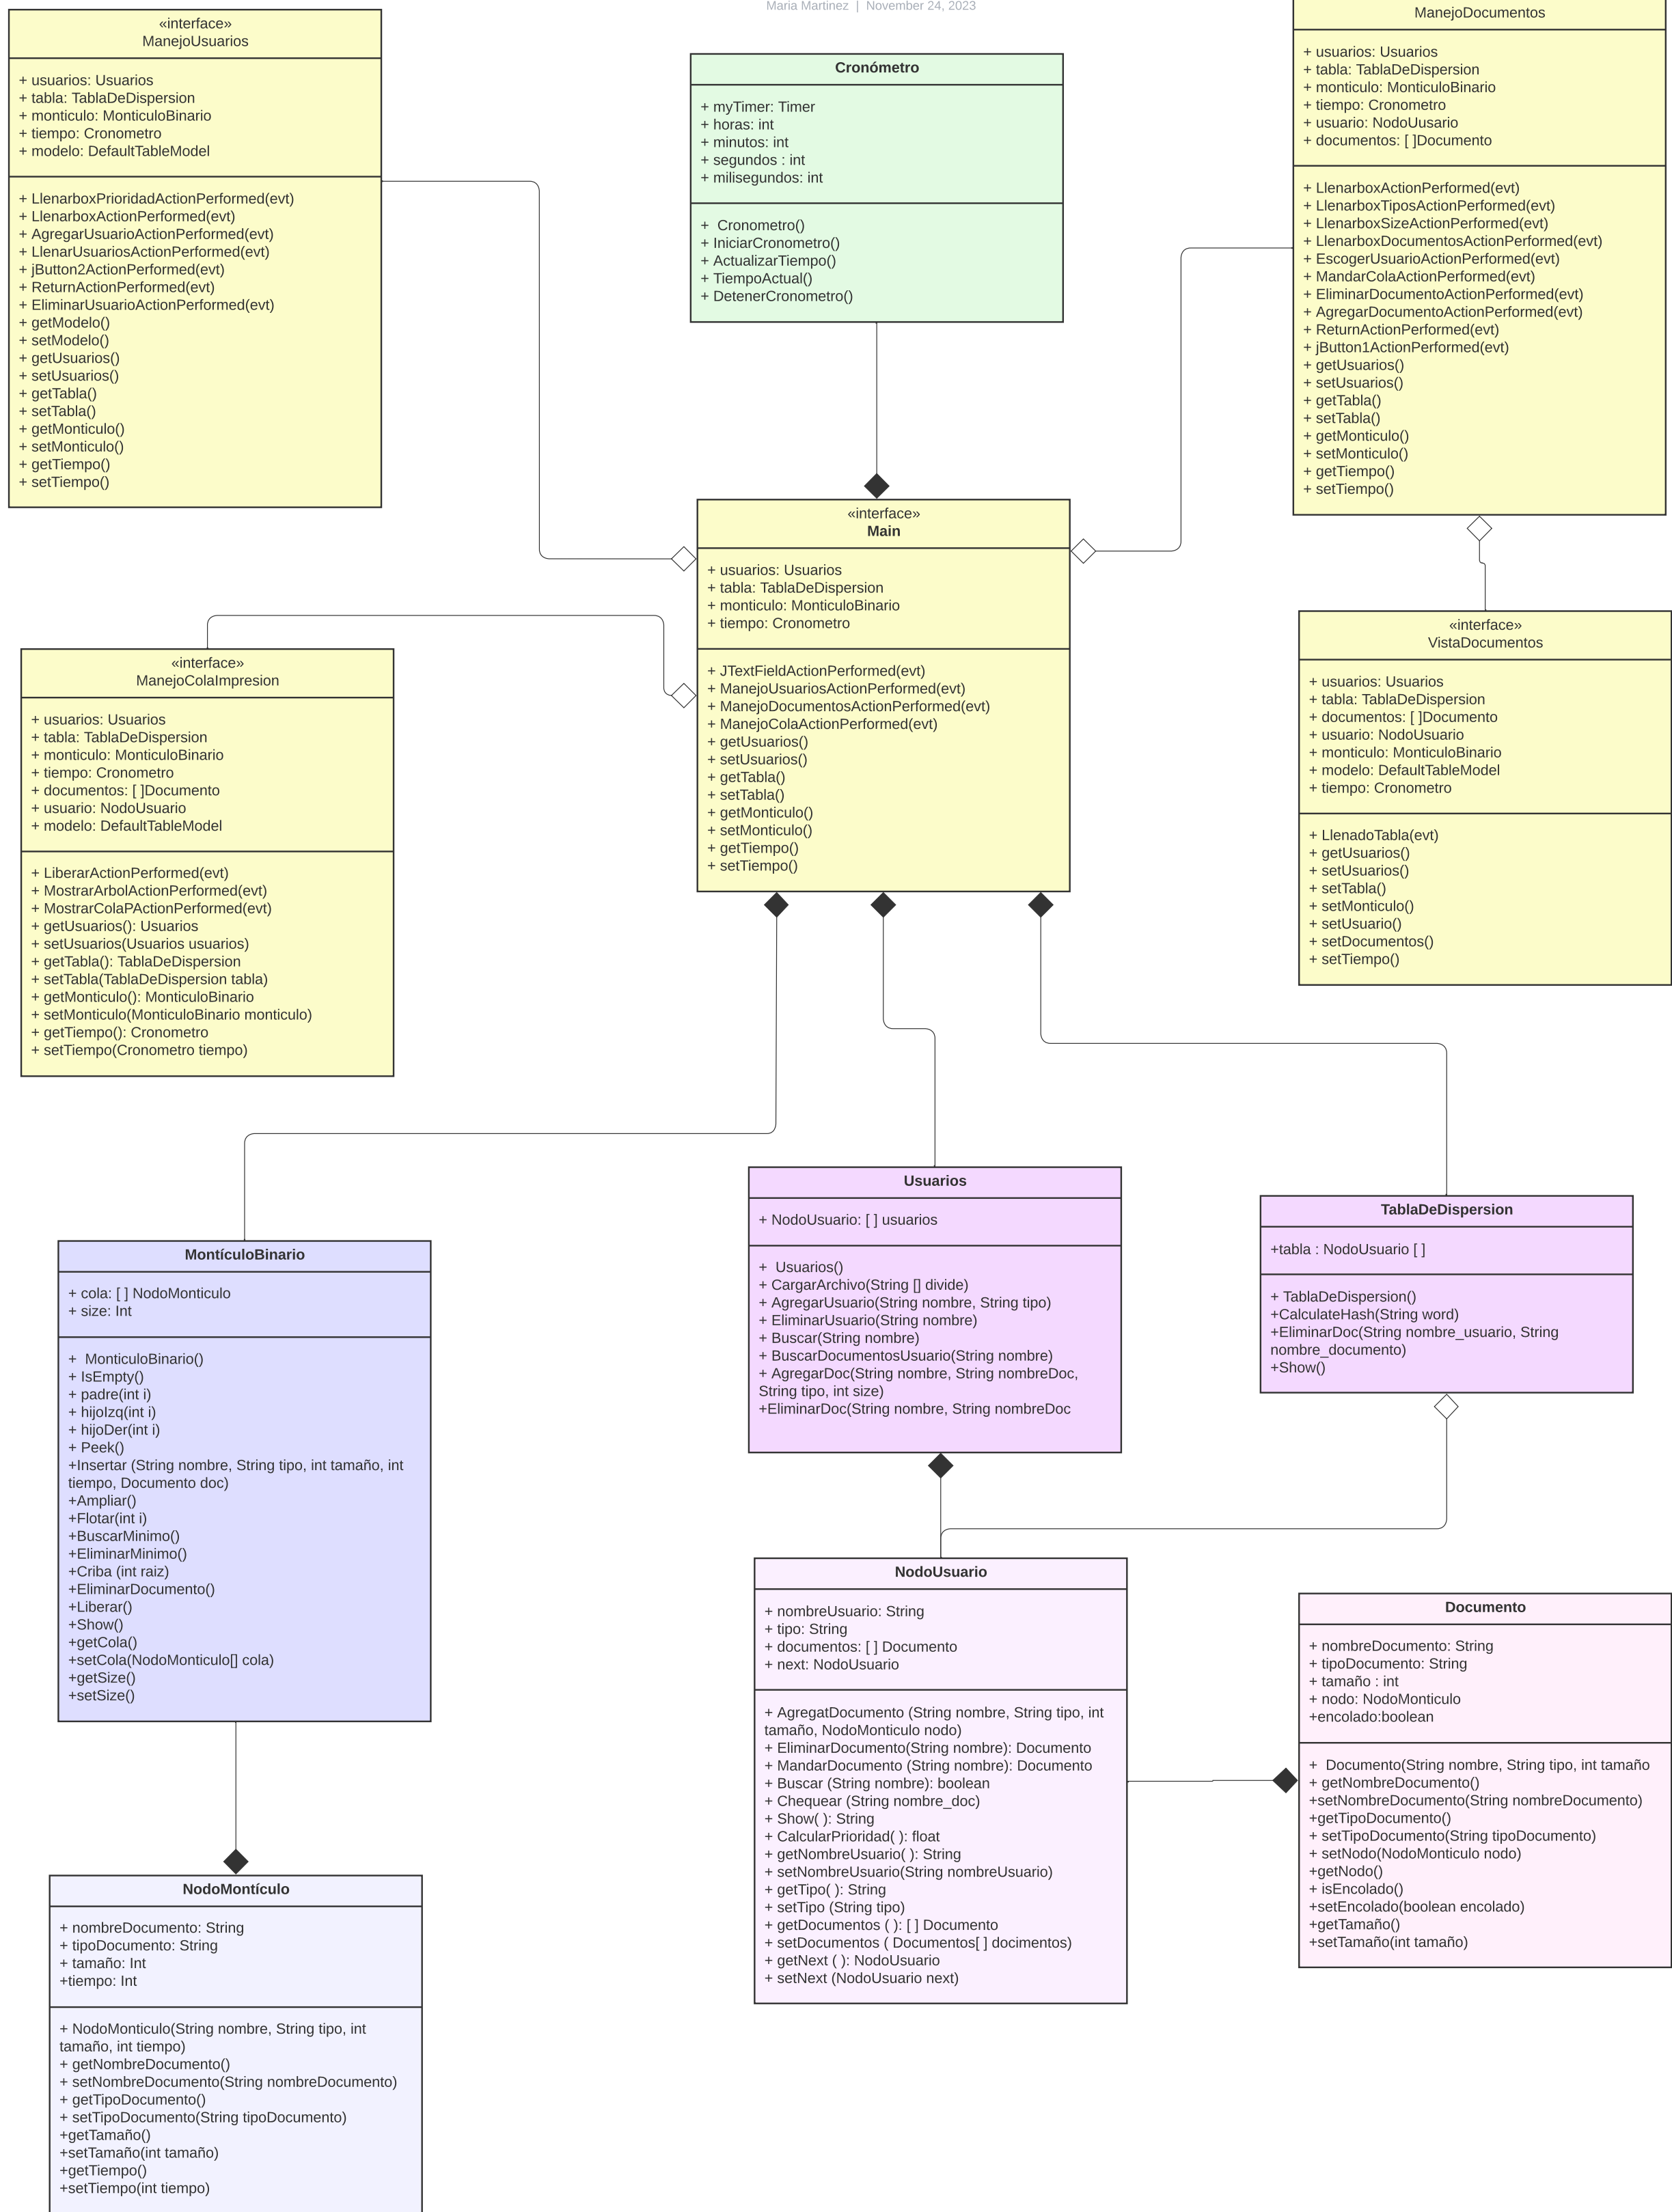 Maria Martinez | November 24, 2023
«interface»
ManejoUsuarios
+ usuarios: Usuarios
+ tabla: TablaDeDispersion
+ monticulo: MonticuloBinario
+ tiempo: Cronometro
+ modelo: DefaultTableModel
+ LlenarboxPrioridadActionPerformed(evt)
+ LlenarboxActionPerformed(evt)
+ AgregarUsuarioActionPerformed(evt)
+ LlenarUsuariosActionPerformed(evt)
+ jButton2ActionPerformed(evt)
+ ReturnActionPerformed(evt)
+ EliminarUsuarioActionPerformed(evt)
+ getModelo()
+ setModelo()
+ getUsuarios()
+ setUsuarios()
+ getTabla()
+ setTabla()
+ getMonticulo()
+ setMonticulo()
+ getTiempo()
+ setTiempo()
Cronómetro
+ myTimer: Timer
+ horas: int
+ minutos: int
+ segundos : int
+ milisegundos: int
+  Cronometro()
+ IniciarCronometro()
+ ActualizarTiempo()
+ TiempoActual()
+ DetenerCronometro()
ManejoDocumentos
+ usuarios: Usuarios
+ tabla: TablaDeDispersion
+ monticulo: MonticuloBinario
+ tiempo: Cronometro
+ usuario: NodoUusario
+ documentos: [ ]Documento
+ LlenarboxActionPerformed(evt)
+ LlenarboxTiposActionPerformed(evt)
+ LlenarboxSizeActionPerformed(evt)
+ LlenarboxDocumentosActionPerformed(evt)
+ EscogerUsuarioActionPerformed(evt)
+ MandarColaActionPerformed(evt)
+ EliminarDocumentoActionPerformed(evt)
+ AgregarDocumentoActionPerformed(evt)
+ ReturnActionPerformed(evt)
+ jButton1ActionPerformed(evt)
+ getUsuarios()
+ setUsuarios()
+ getTabla()
+ setTabla()
+ getMonticulo()
+ setMonticulo()
+ getTiempo()
+ setTiempo()
«interface»
Main
+ usuarios: Usuarios
+ tabla: TablaDeDispersion
+ monticulo: MonticuloBinario
+ tiempo: Cronometro
+ JTextFieldActionPerformed(evt)
+ ManejoUsuariosActionPerformed(evt)
+ ManejoDocumentosActionPerformed(evt)
+ ManejoColaActionPerformed(evt)
+ getUsuarios()
+ setUsuarios()
+ getTabla()
+ setTabla()
+ getMonticulo()
+ setMonticulo()
+ getTiempo()
+ setTiempo()
«interface»
VistaDocumentos
+ usuarios: Usuarios
+ tabla: TablaDeDispersion
+ documentos: [ ]Documento
+ usuario: NodoUsuario
+ monticulo: MonticuloBinario
+ modelo: DefaultTableModel
+ tiempo: Cronometro
+ LlenadoTabla(evt)
+ getUsuarios()
+ setUsuarios()
+ setTabla()
+ setMonticulo()
+ setUsuario()
+ setDocumentos()
+ setTiempo()
«interface»
ManejoColaImpresion
+ usuarios: Usuarios
+ tabla: TablaDeDispersion
+ monticulo: MonticuloBinario
+ tiempo: Cronometro
+ documentos: [ ]Documento
+ usuario: NodoUsuario
+ modelo: DefaultTableModel
+ LiberarActionPerformed(evt)
+ MostrarArbolActionPerformed(evt)
+ MostrarColaPActionPerformed(evt)
+ getUsuarios(): Usuarios
+ setUsuarios(Usuarios usuarios)
+ getTabla(): TablaDeDispersion
+ setTabla(TablaDeDispersion tabla)
+ getMonticulo(): MonticuloBinario
+ setMonticulo(MonticuloBinario monticulo)
+ getTiempo(): Cronometro
+ setTiempo(Cronometro tiempo)
Usuarios
+ NodoUsuario: [ ] usuarios
+  Usuarios()
+ CargarArchivo(String [] divide)
+ AgregarUsuario(String nombre, String tipo)
+ EliminarUsuario(String nombre)
+ Buscar(String nombre)
+ BuscarDocumentosUsuario(String nombre)
+ AgregarDoc(String nombre, String nombreDoc,
String tipo, int size)
+EliminarDoc(String nombre, String nombreDoc
TablaDeDispersion
+tabla : NodoUsuario [ ]
+ TablaDeDispersion()
+CalculateHash(String word)
+EliminarDoc(String nombre_usuario, String
nombre_documento)
+Show()
MontículoBinario
+ cola: [ ] NodoMonticulo
+ size: Int
+  MonticuloBinario()
+ IsEmpty()
+ padre(int i)
+ hijoIzq(int i)
+ hijoDer(int i)
+ Peek()
+Insertar (String nombre, String tipo, int tamaño, int
tiempo, Documento doc)
+Ampliar()
+Flotar(int i)
+BuscarMinimo()
+EliminarMinimo()
+Criba (int raiz)
+EliminarDocumento()
+Liberar()
+Show()
+getCola()
+setCola(NodoMonticulo[] cola)
+getSize()
+setSize()
NodoUsuario
+ nombreUsuario: String
+ tipo: String
+ documentos: [ ] Documento
+ next: NodoUsuario
+ AgregatDocumento (String nombre, String tipo, int
tamaño, NodoMonticulo nodo)
+ EliminarDocumento(String nombre): Documento
+ MandarDocumento (String nombre): Documento
+ Buscar (String nombre): boolean
+ Chequear (String nombre_doc)
+ Show( ): String
+ CalcularPrioridad( ): float
+ getNombreUsuario( ): String
+ setNombreUsuario(String nombreUsuario)
+ getTipo( ): String
+ setTipo (String tipo)
+ getDocumentos ( ): [ ] Documento
+ setDocumentos ( Documentos[ ] docimentos)
+ getNext ( ): NodoUsuario
+ setNext (NodoUsuario next)
Documento
+ nombreDocumento: String
+ tipoDocumento: String
+ tamaño : int
+ nodo: NodoMonticulo
+encolado:boolean
+  Documento(String nombre, String tipo, int tamaño
+ getNombreDocumento()
+setNombreDocumento(String nombreDocumento)
+getTipoDocumento()
+ setTipoDocumento(String tipoDocumento)
+ setNodo(NodoMonticulo nodo)
+getNodo()
+ isEncolado()
+setEncolado(boolean encolado)
+getTamaño()
+setTamaño(int tamaño)
NodoMontículo
+ nombreDocumento: String
+ tipoDocumento: String
+ tamaño: Int
+tiempo: Int
+ NodoMonticulo(String nombre, String tipo, int
tamaño, int tiempo)
+ getNombreDocumento()
+ setNombreDocumento(String nombreDocumento)
+ getTipoDocumento()
+ setTipoDocumento(String tipoDocumento)
+getTamaño()
+setTamaño(int tamaño)
+getTiempo()
+setTiempo(int tiempo)